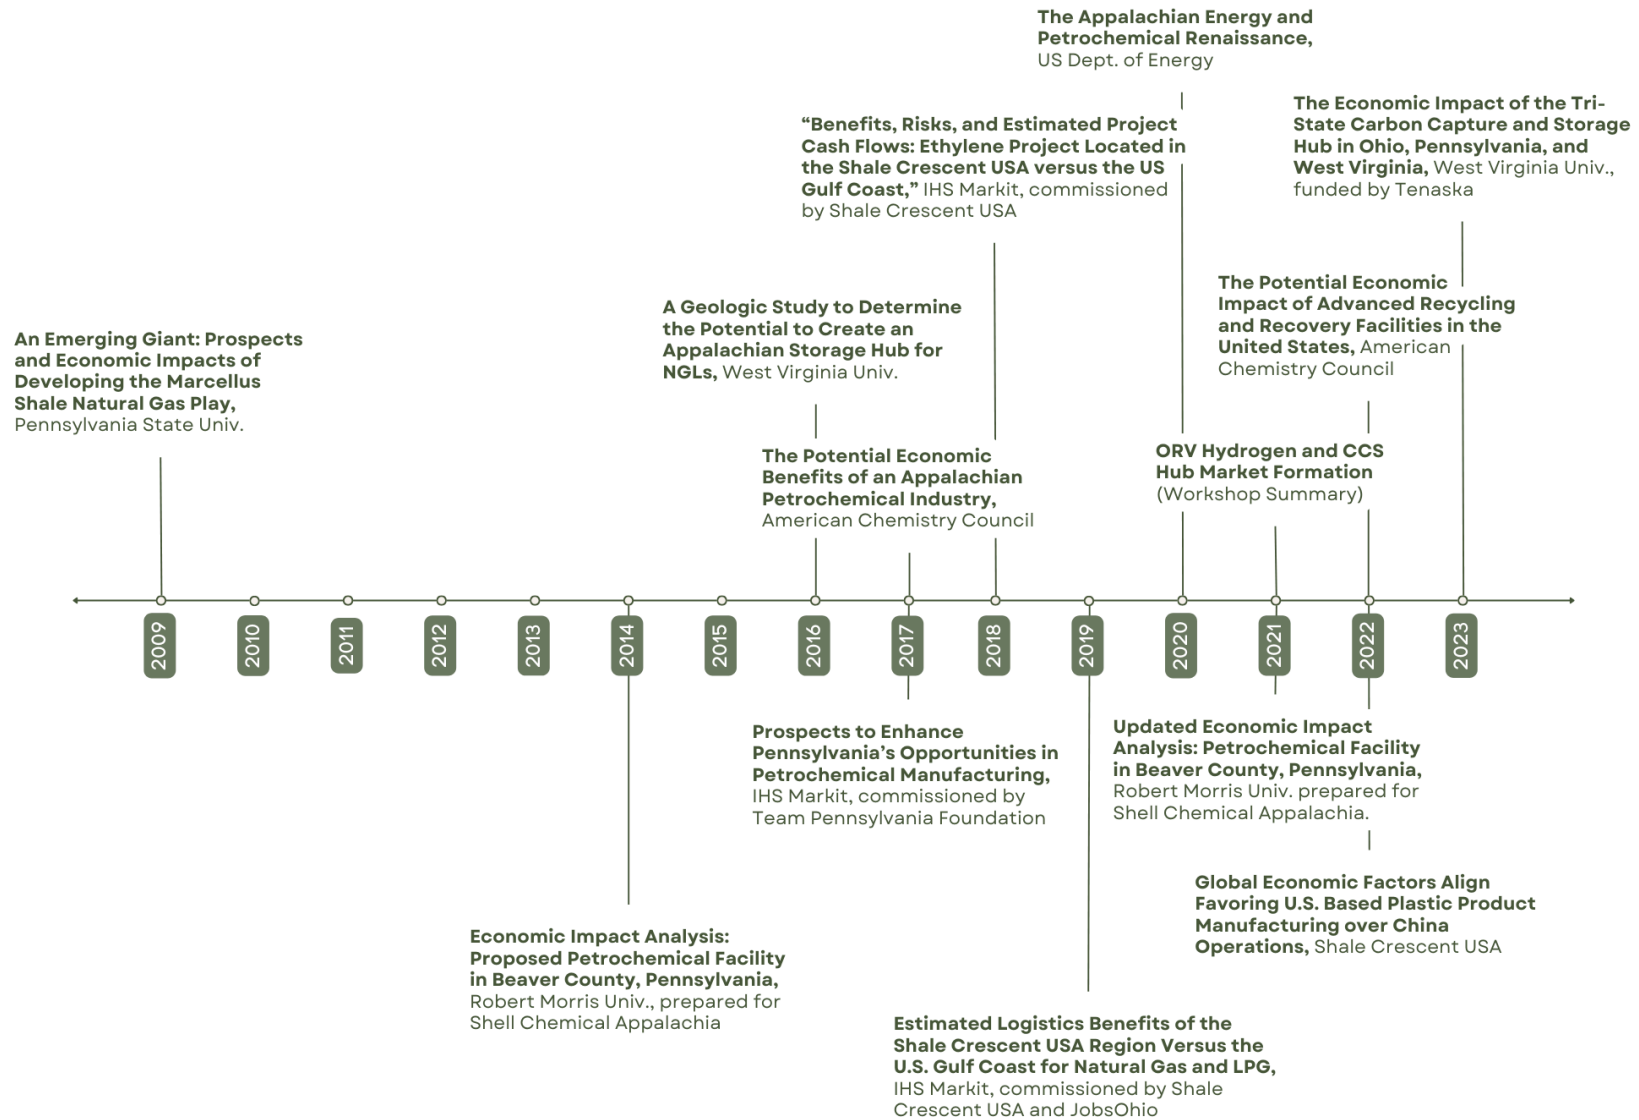 The Appalachian Energy and
Petrochemical Renaissance,
US Dept. of Energy
The Economic Impact of the Tri-
State Carbon Capture and Storage
Hub in Ohio, Pennsylvania, and
West Virginia, West Virginia Univ.,
funded by Tenaska
“Benefits, Risks, and Estimated Project
Cash Flows: Ethylene Project Located in
the Shale Crescent USA versus the US
Gulf Coast,” IHS Markit, commissioned
by Shale Crescent USA
The Potential Economic
Impact of Advanced Recycling
and Recovery Facilities in the
United States, American
Chemistry Council
A Geologic Study to Determine
the Potential to Create an
Appalachian Storage Hub for
NGLs, West Virginia Univ.
An Emerging Giant: Prospects
and Economic Impacts of
Developing the Marcellus
Shale Natural Gas Play,
Pennsylvania State Univ.
The Potential Economic
Benefits of an Appalachian
Petrochemical Industry,
American Chemistry Council
ORV Hydrogen and CCS
Hub Market Formation
(Workshop Summary)
2009
2010
2011
2012
2013
2014
2015
2016
2017
2018
2019
2020
2021
2022
2023
Prospects to Enhance
Pennsylvania’s Opportunities in
Petrochemical Manufacturing,
IHS Markit, commissioned by
Team Pennsylvania Foundation
Updated Economic Impact
Analysis: Petrochemical Facility
in Beaver County, Pennsylvania,
Robert Morris Univ. prepared for
Shell Chemical Appalachia.
Global Economic Factors Align
Favoring U.S. Based Plastic Product
Manufacturing over China
Operations, Shale Crescent USA
Economic Impact Analysis:
Proposed Petrochemical Facility
in Beaver County, Pennsylvania,
Robert Morris Univ., prepared for
Shell Chemical Appalachia
Estimated Logistics Benefits of the
Shale Crescent USA Region Versus the
U.S. Gulf Coast for Natural Gas and LPG,
IHS Markit, commissioned by Shale
Crescent USA and JobsOhio